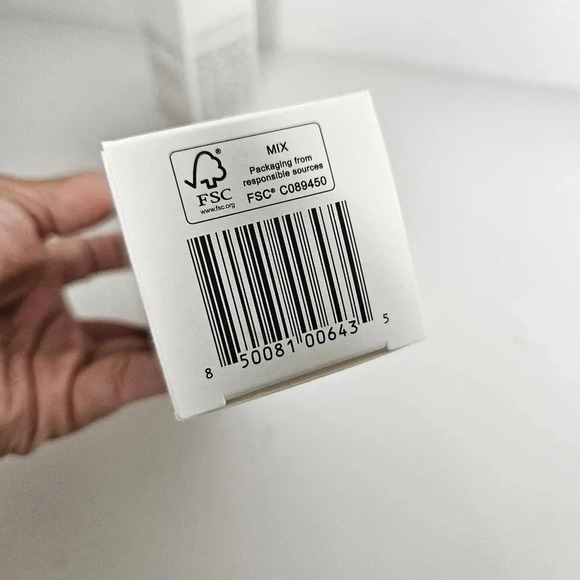 MIX
Packaging from
responsible sources
FSC® C089450
FSC
www.fsc.org
8 50081 00643 5